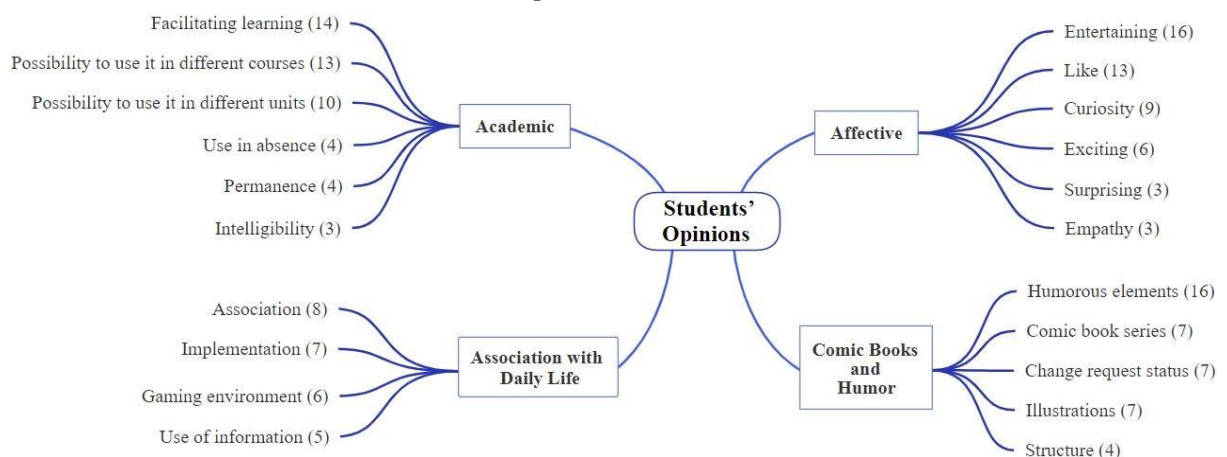 Facilitating learning (14)
Possibility to use it in different courses (13)
Possibility to use it in different units (10)
Use in absence (4)
Permanence (4)
Intelligibility (3)
Academic
Affective
Entertaining (16)
Like (13)
Curiosity (9)
Exciting (6)
Surprising (3)
Empathy (3)
Students’
Opinions
Association (8)
Implementation (7)
Gaming environment (6)
Use of information (5)
Association with
Daily Life
Comic Books
and
Humor
Humorous elements (16)
Comic book series (7)
Change request status (7)
Illustrations (7)
Structure (4)